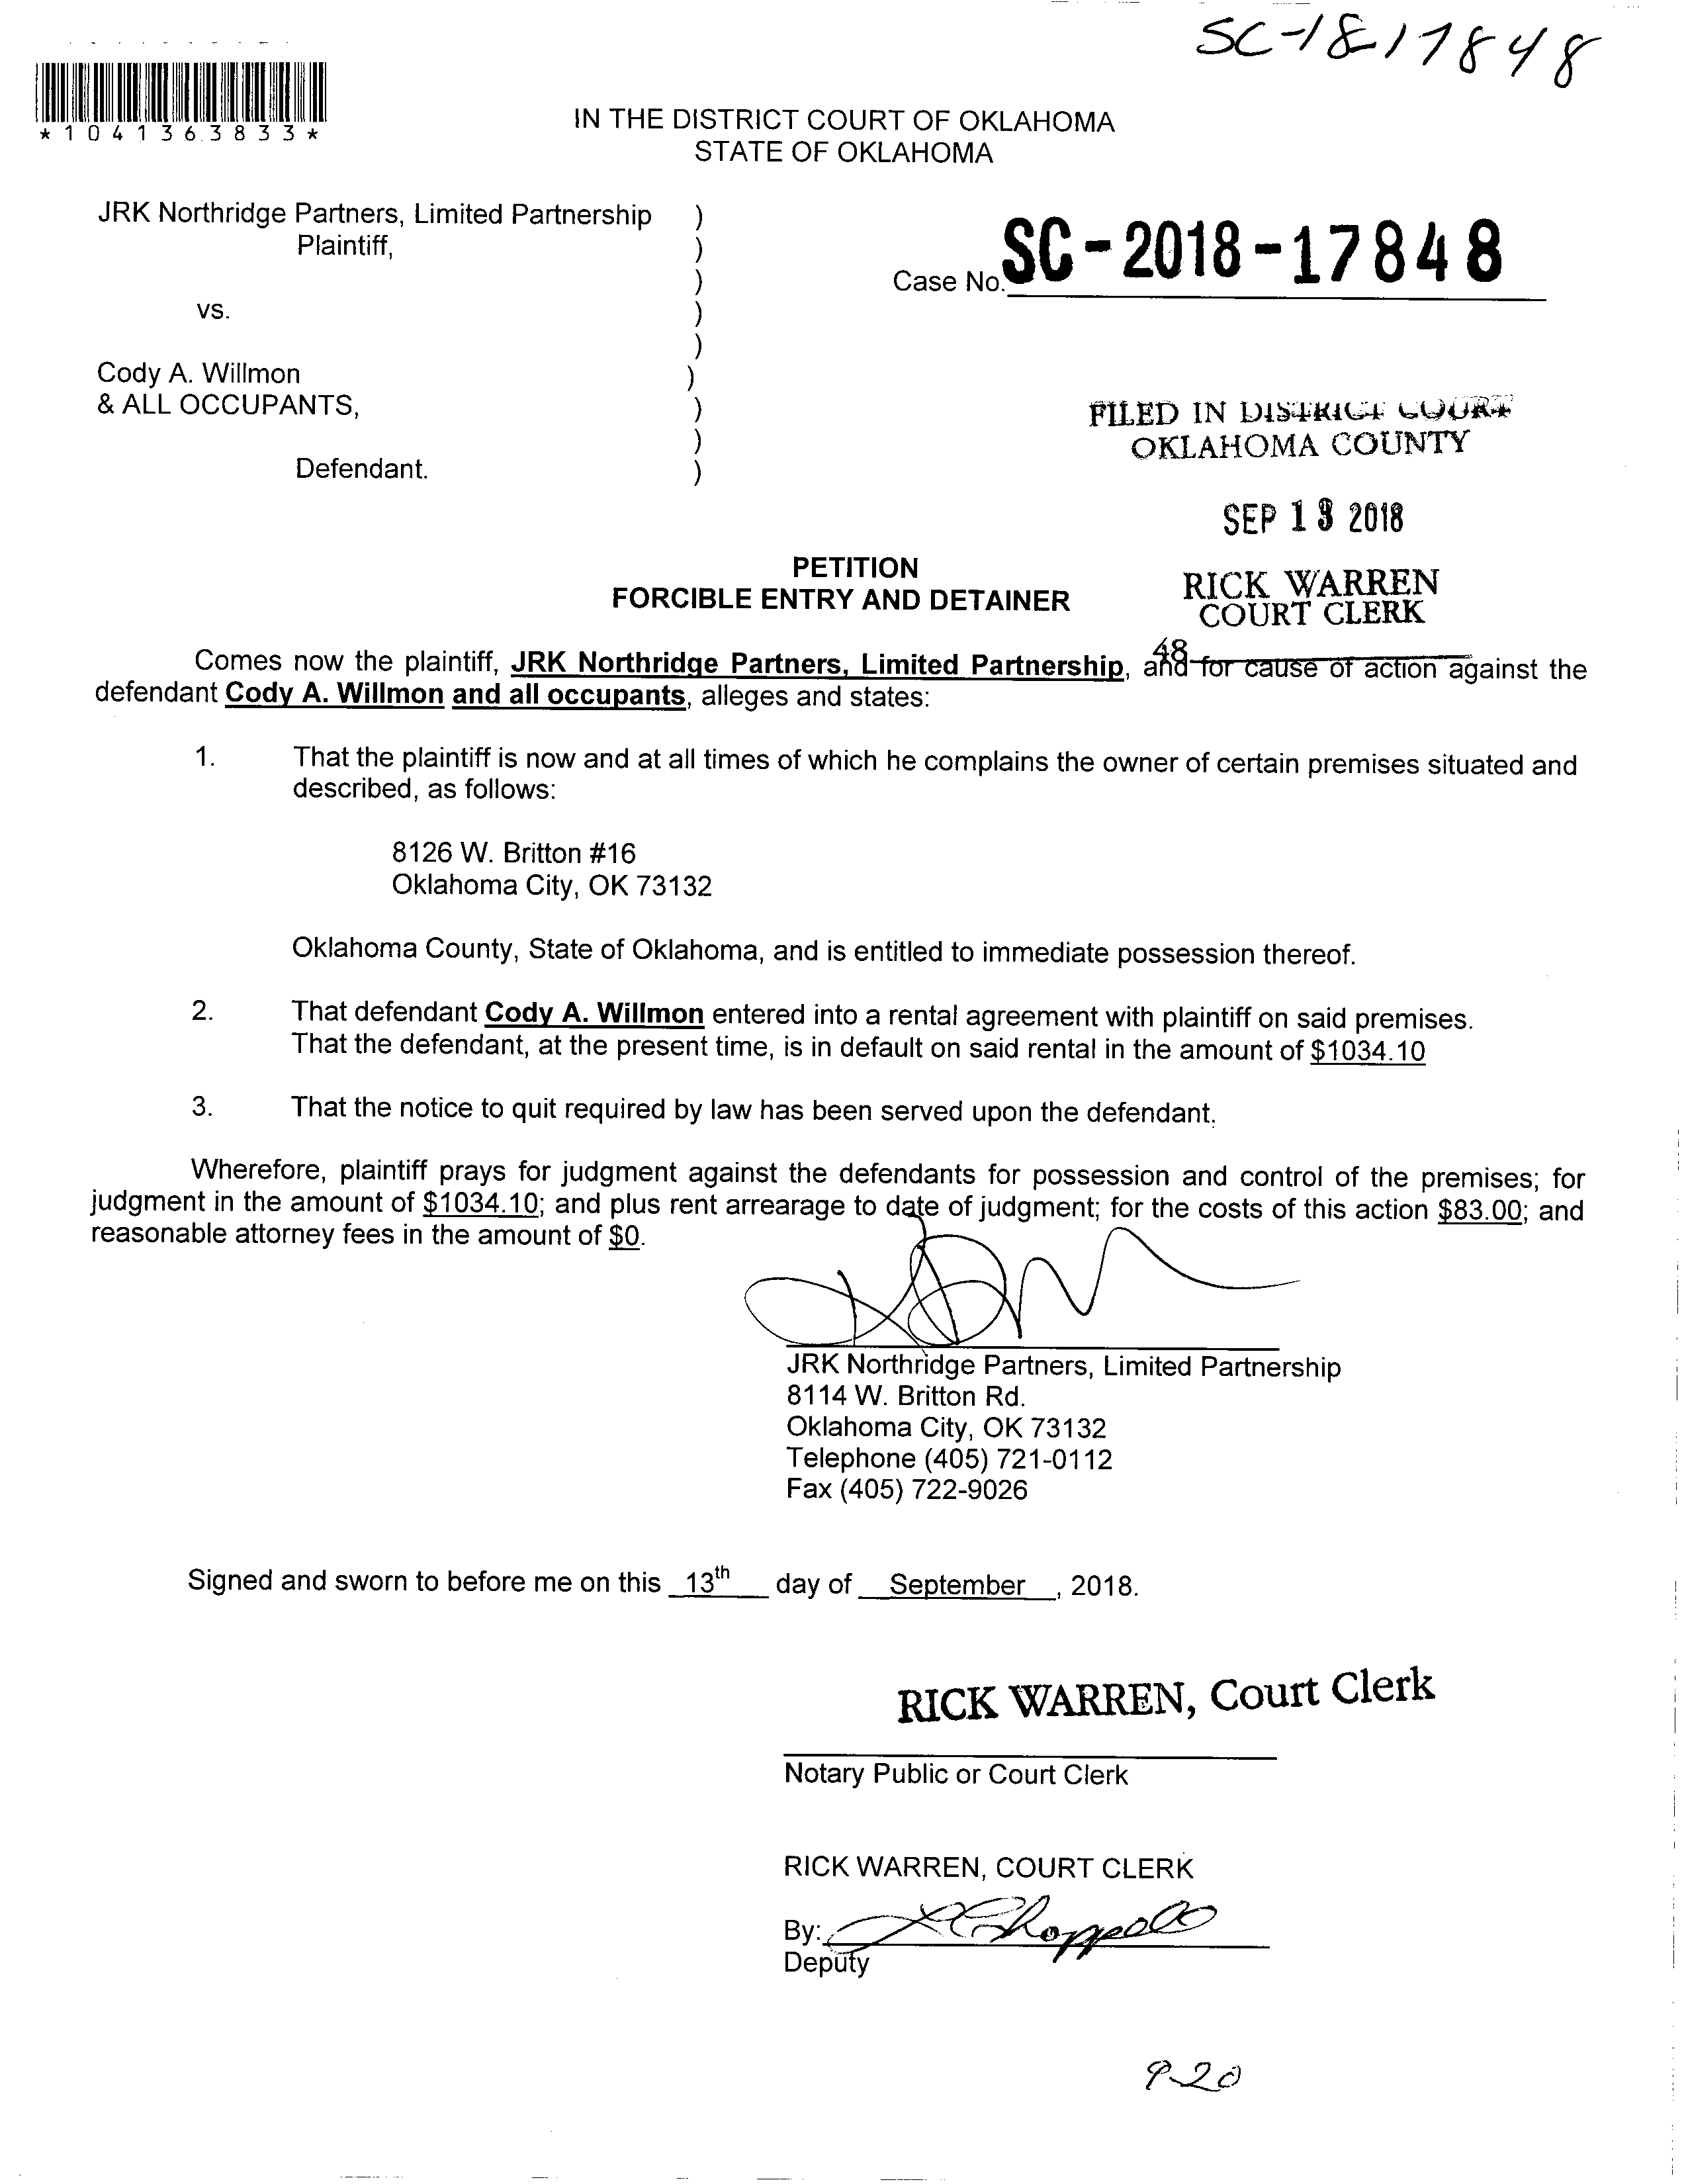 SC-18-17848
*1041363833*
IN THE DISTRICT COURT OF OKLAHOMA
STATE OF OKLAHOMA
JRK Northridge Partners, Limited Partnership )
Plaintiff, )
)
vs. )
)
Cody A. Willmon )
& ALL OCCUPANTS, )
)
Defendant. )
Case No. SC-2018-17848
FILED IN DISTRICT COURT
OKLAHOMA COUNTY
SEP 13 2018
RICK WARREN
COURT CLERK
48
PETITION
FORCIBLE ENTRY AND DETAINER
Comes now the plaintiff, JRK Northridge Partners, Limited Partnership, and for cause of action against the
defendant Cody A. Willmon and all occupants, alleges and states:
1. That the plaintiff is now and at all times of which he complains the owner of certain premises situated and
described, as follows:
8126 W. Britton #16
Oklahoma City, OK 73132
Oklahoma County, State of Oklahoma, and is entitled to immediate possession thereof.
2. That defendant Cody A. Willmon entered into a rental agreement with plaintiff on said premises.
That the defendant, at the present time, is in default on said rental in the amount of $1034.10
3. That the notice to quit required by law has been served upon the defendant.
Wherefore, plaintiff prays for judgment against the defendants for possession and control of the premises; for
judgment in the amount of $1034.10; and plus rent arrearage to date of judgment; for the costs of this action $83.00; and
reasonable attorney fees in the amount of $0.
JRK Northridge Partners, Limited Partnership
8114 W. Britton Rd.
Oklahoma City, OK 73132
Telephone (405) 721-0112
Fax (405) 722-9026
Signed and sworn to before me on this 13th day of September, 2018.
RICK WARREN, Court Clerk
Notary Public or Court Clerk
RICK WARREN, COURT CLERK
By:
Deputy
9-20